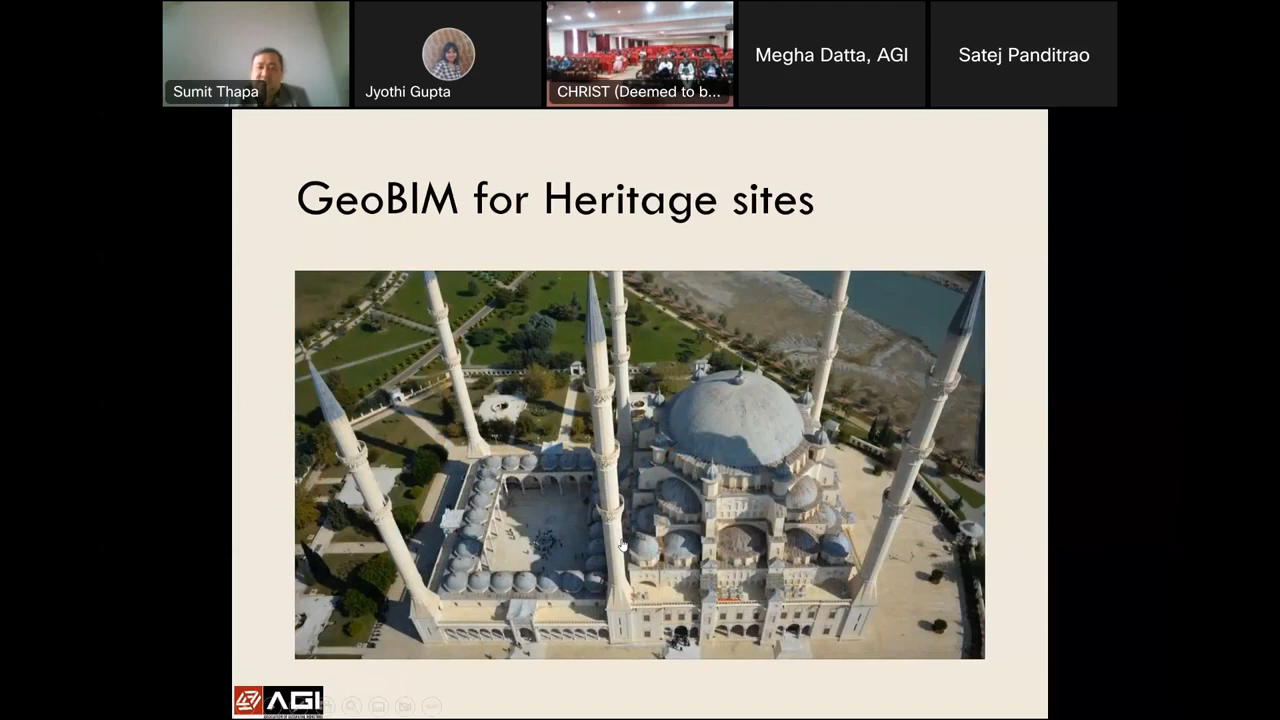 Sumit Thapa
Jyothi Gupta
CHRIST (Deemed to b...
Megha Datta, AGI
Satej Panditrao
GeoBIM for Heritage sites
AGI